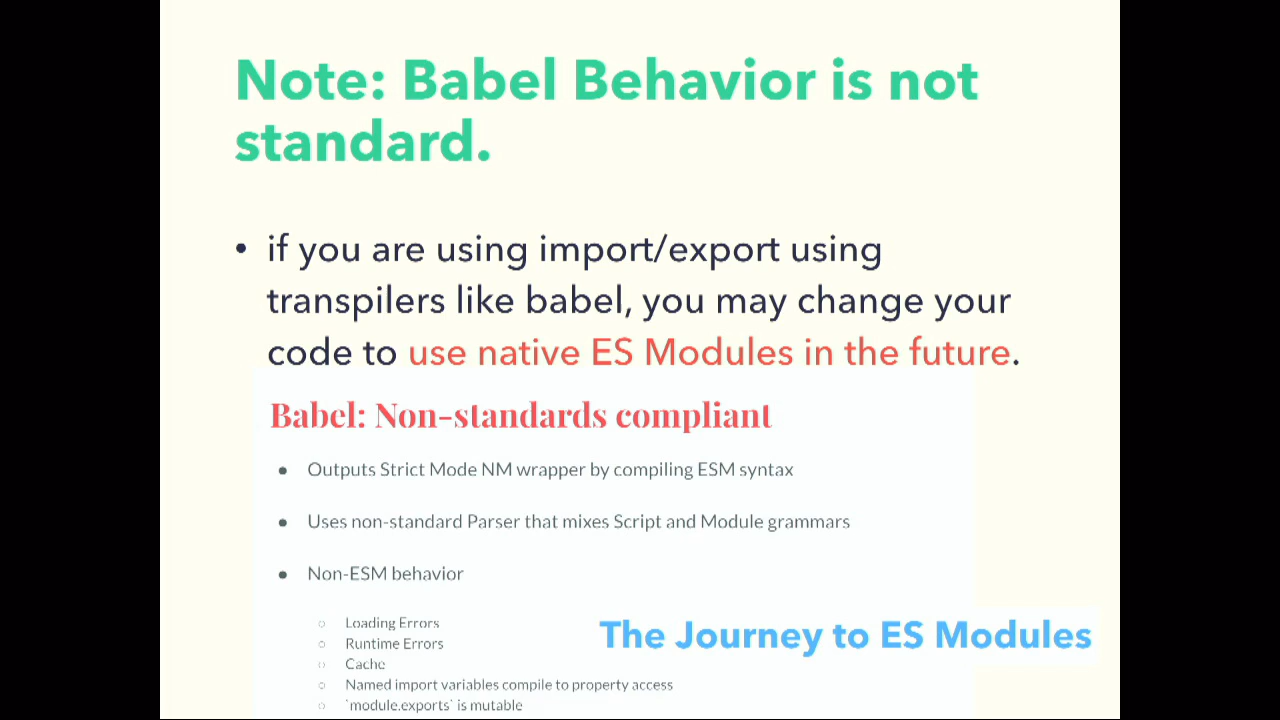 Note: Babel Behavior is not
standard.
• if you are using import/export using
transpilers like babel, you may change your
code to use native ES Modules in the future.
Babel: Non-standards compliant
● Outputs Strict Mode NM wrapper by compiling ESM syntax
● Uses non-standard Parser that mixes Script and Module grammars
● Non-ESM behavior
○ Loading Errors
○ Runtime Errors
○ Cache
○ Named import variables compile to property access
○ `module.exports` is mutable
The Journey to ES Modules